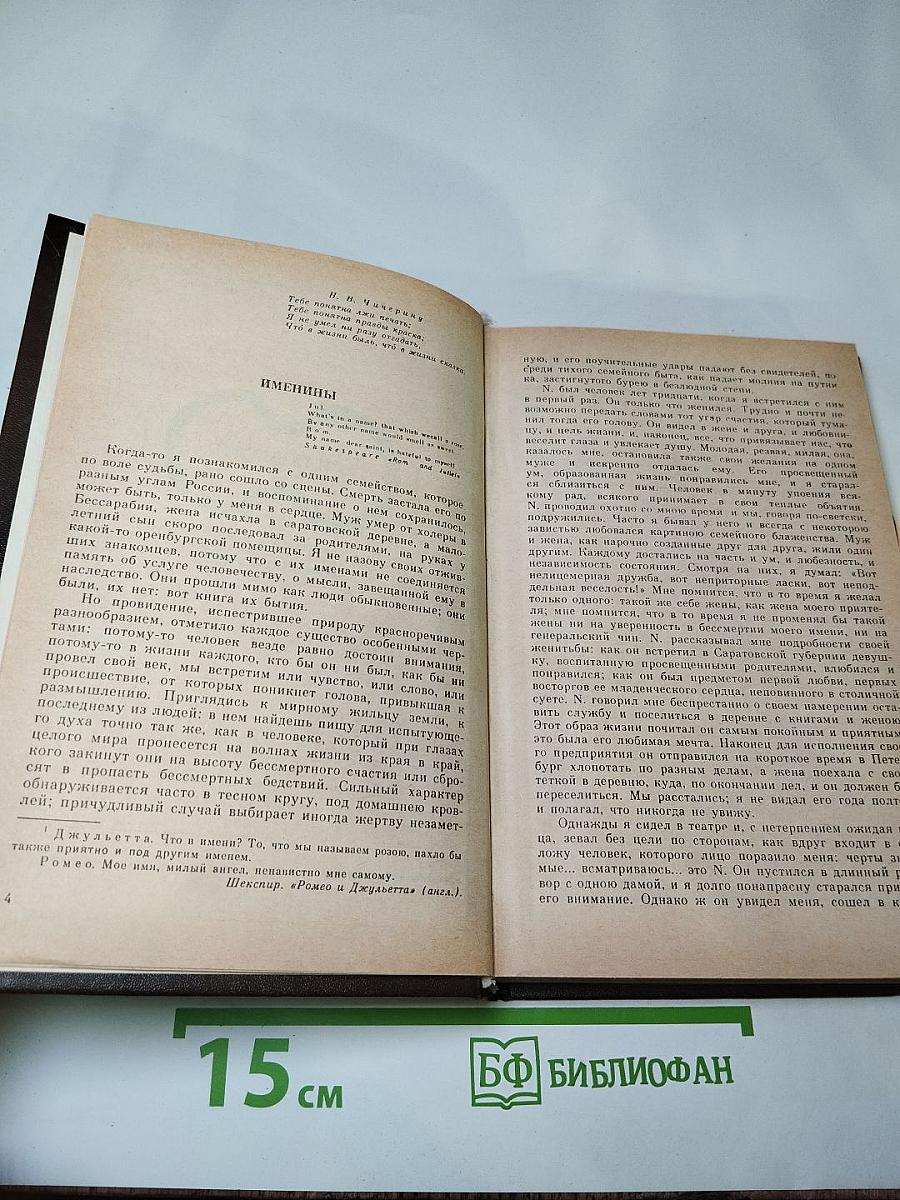 Н. В. Чичерину
Тебе понятна лжи печать;
Тебе понятна правды краска;
Я не умел ни разу отгадать,
Что́ в жизни быль, что́ в жизни сказка.
ИМЕНИНЫ
Jul.
What's in a name? that which we call a rose,
By any other name would smell as sweet.
Rom.
My name dear saint, is hateful to myself.
Shakespeare «Rom and Juliet»
Когда-то я познакомился с одним семейством, которое
по воле судьбы, рано сошло со сцены. Смерть застала его по
разным углам России, и воспоминание о нем сохранилось,
может быть, только у меня в сердце. Муж умер от холеры в
Бессарабии, жена исчахла в саратовской деревне, а мало-
летний сын скоро последовал за родителями, на руках у
какой-то оренбургской помещицы. Я не назову своих отжив-
ших знакомцев, потому что с их именами не соединяется
память об услуге человечеству, о мысли, завещанной ему в
наследство. Они прошли мимо как люди обыкновенные; они
были, их нет: вот книга их бытия.
Но провидение, испестрившее природу красноречивым
разнообразием, отметило каждое существо особенными чер-
тами: потому-то человек везде равно достоин внимания,
потому-то в жизни каждого, кто бы он ни был, как бы ни
провел свой век, мы встретим или чувство, или слово, или
происшествие, от которых поникнет голова, привыкшая к
размышлению. Приглядись к мирному жильцу земли, к
последнему из людей: в нем найдешь пищу для испытующе-
го духа точно так же, как в человеке, который при глазах
целого мира пронесется на волнах жизни из края в край,
кого закинут они на высоту бессмертного счастия или сбро-
сят в пропасть бессмертных бедствий. Сильный характер
обнаруживается часто в тесном кругу, под домашнею кров-
лей; причудливый случай выбирает иногда жертву незамет-
1 Джульетта. Что в имени? То, что мы называем розою, пахло бы
также приятно и под другим именем.
Ромео. Мое имя, милый ангел, ненавистно мне самому.
Шекспир. «Ромео и Джульетта» (англ.).
4
ную, и его поучительные удары падают без свидетелей, по-
среди тихого семейного быта, как падает молния на путни
ка, застигнутого бурею в безлюдной степи.
N. был человек лет тридцати, когда я встретился с ним
в первый раз. Он только что женился. Трудно и почти не-
возможно передать словами тот угар счастия, который тума-
нил тогда его голову. Он видел в жене и друга, и любовни-
цу, и цель жизни, и, наконец, все, что привязывает нас, что
веселит глаза и увлекает душу. Молодая, резвая, милая, она,
казалось мне, остановила также свои желания на одном
муже и искренно отдалась ему. Его просвещенный
ум, образованная жизнь понравились мне, и я старал-
ся сблизиться с ним. Человек в минуту упоения вся-
кому рад, всякого принимает в свои теплые объятия.
N. проводил охотно со мною время и мы, говоря по-светски,
подружились. Часто я бывал у него и всегда с некоторою
завистью любовался картиною семейного блаженства. Муж
и жена, как нарочно созданные друг для друга, жили один
другим. Каждому достались на часть и ум, и любезность, и
независимость состояния. Смотря на них, я думал: «Вот
нелицемерная дружба, вот неприторные ласки, вот непод-
дельная веселость!» Мне помнится, что в то время я желал
только одного: такой же себе жены, как жена моего прияте-
ля; мне помнится, что в то время я не променял бы такой
жены ни на уверенность в бессмертии моего имени, ни на
генеральский чин. N. рассказывал мне подробности своей
женитьбы: как он встретил в Саратовской губернии девуш-
ку, воспитанную просвещенными родителями, влюбился и
понравился; как он был предметом первой любви, первых
восторгов ее младенческого сердца, неповинного в столичной
суете. N. говорил мне беспрестанно о своем намерении оста-
вить службу и поселиться в деревне с книгами и женою
Этот образ жизни почитал он самым покойным и приятным
это была его любимая мечта. Наконец для исполнения свое
го предприятия он отправился на короткое время в Пете
бург хлопотать по разным делам, а жена поехала с сво
теткой в деревню, куда, по окончании дел, и он должен б
переселиться. Мы расстались; я не видал его года полт
и полагал, что никогда не увижу.
Однажды я сидел в театре и, с нетерпением ожидая
ца, зевал без цели по сторонам, как вдруг входит в
ложу человек, которого лицо поразило меня: черты зн
мые... всматриваюсь... это N. Он пустился в длинный р
вор с одною дамой, и я долго понапрасну старался при
его внимание. Однако ж он увидел меня, сошел в к
15 см
БФ БИБЛИОФАН